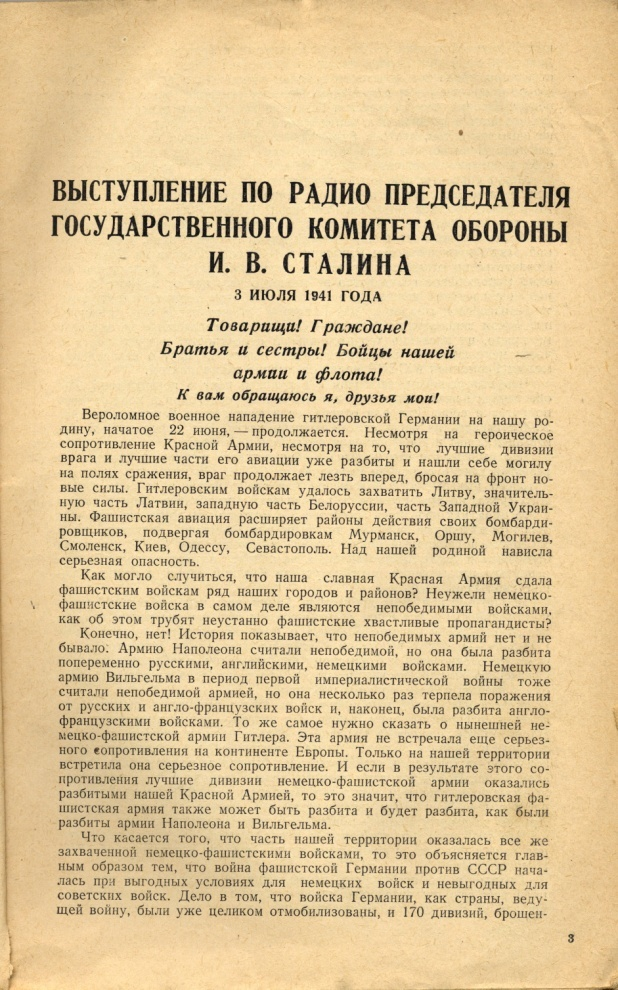 ВЫСТУПЛЕНИЕ ПО РАДИО ПРЕДСЕДАТЕЛЯ
ГОСУДАРСТВЕННОГО КОМИТЕТА ОБОРОНЫ
И. В. СТАЛИНА
3 ИЮЛЯ 1941 ГОДА
Товарищи! Граждане!
Братья и сестры! Бойцы нашей
армии и флота!
К вам обращаюсь я, друзья мои!
Вероломное военное нападение гитлеровской Германии на нашу ро-
дину, начатое 22 июня, — продолжается. Несмотря на героическое
сопротивление Красной Армии, несмотря на то, что лучшие дивизии
врага и лучшие части его авиации уже разбиты и нашли себе могилу
на полях сражения, враг продолжает лезть вперед, бросая на фронт но-
вые силы. Гитлеровским войскам удалось захватить Литву, значитель-
ную часть Латвии, западную часть Белоруссии, часть Западной Украи-
ны. Фашистская авиация расширяет районы действия своих бомбарди-
ровщиков, подвергая бомбардировкам Мурманск, Оршу, Могилев,
Смоленск, Киев, Одессу, Севастополь. Над нашей родиной нависла
серьезная опасность.
Как могло случиться, что наша славная Красная Армия сдала
фашистским войскам ряд наших городов и районов? Неужели немецко-
фашистские войска в самом деле являются непобедимыми войсками,
как об этом трубят неустанно фашистские хвастливые пропагандисты?
Конечно, нет! История показывает, что непобедимых армий нет и не
бывало. Армию Наполеона считали непобедимой, но она была разбита
попеременно русскими, английскими, немецкими войсками. Немецкую
армию Вильгельма в период первой империалистической войны тоже
считали непобедимой армией, но она несколько раз терпела поражения
от русских и англо-французских войск и, наконец, была разбита англо-
французскими войсками. То же самое нужно сказать о нынешней не-
мецко-фашистской армии Гитлера. Эта армия не встречала еще серьез-
ного сопротивления на континенте Европы. Только на нашей территории
встретила она серьезное сопротивление. И если в результате этого со-
противления лучшие дивизии немецко-фашистской армии оказались
разбитыми нашей Красной Армией, то это значит, что гитлеровская фа-
шистская армия также может быть разбита и будет разбита, как были
разбиты армии Наполеона и Вильгельма.
Что касается того, что часть нашей территории оказалась все же
захваченной немецко-фашистскими войсками, то это объясняется глав-
ным образом тем, что война фашистской Германии против СССР нача-
лась при выгодных условиях для немецких войск и невыгодных для
советских войск. Дело в том, что войска Германии, как страны, веду-
щей войну, были уже целиком отмобилизованы, и 170 дивизий, брошен-
3